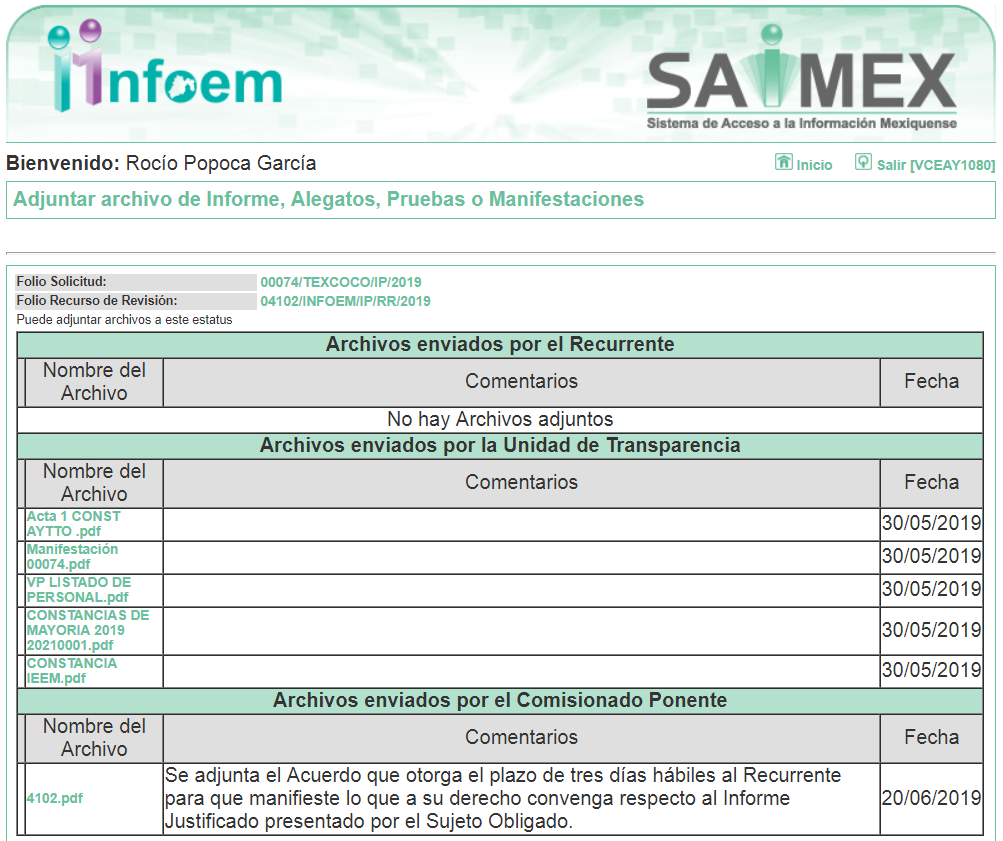 infoem
SAIMEX
Sistema de Acceso a la Información Mexiquense
Bienvenido: Rocío Popoca García
Inicio
Salir [VCEAY1080]
Adjuntar archivo de Informe, Alegatos, Pruebas o Manifestaciones
Folio Solicitud: 00074/TEXCOCO/IP/2019
Folio Recurso de Revisión: 04102/INFOEM/IP/RR/2019
Puede adjuntar archivos a este estatus
Archivos enviados por el Recurrente
Nombre del
Archivo
Comentarios
Fecha
No hay Archivos adjuntos
Archivos enviados por la Unidad de Transparencia
Nombre del
Archivo
Comentarios
Fecha
Acta 1 CONST
AYTTO .pdf
30/05/2019
Manifestación
00074.pdf
30/05/2019
VP LISTADO DE
PERSONAL.pdf
30/05/2019
CONSTANCIAS DE
MAYORIA 2019
20210001.pdf
30/05/2019
CONSTANCIA
IEEM.pdf
30/05/2019
Archivos enviados por el Comisionado Ponente
Nombre del
Archivo
Comentarios
Fecha
4102.pdf
Se adjunta el Acuerdo que otorga el plazo de tres días hábiles al Recurrente
para que manifieste lo que a su derecho convenga respecto al Informe
Justificado presentado por el Sujeto Obligado.
20/06/2019